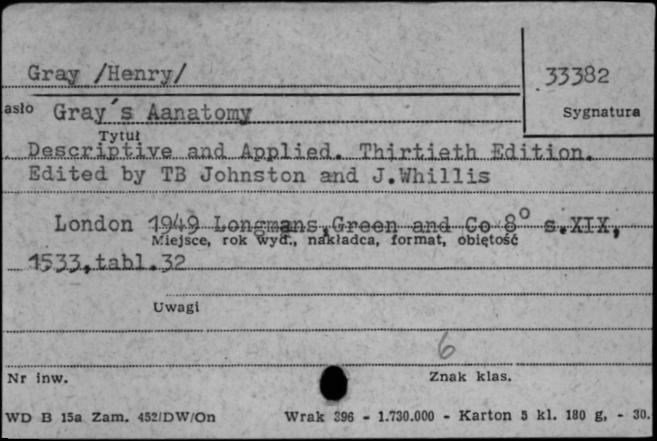 Gray /Henry/
33382
asło Gray's Aanatomy
Sygnatura
Tytuł
Descriptive and Applied. Thirtieth Edition.
Edited by TB Johnston and J.Whillis
London 1949 Longmans,Green and Co 8° s.XIX,
Miejsce, rok wyd., nakładca, format, objętość
1533,tabl.32
Uwagi
6
Nr inw.
Znak klas.
WD B 15a Zam. 452/DW/On Wrak 396 - 1.730.000 - Karton 5 kl. 180 g, - 30.